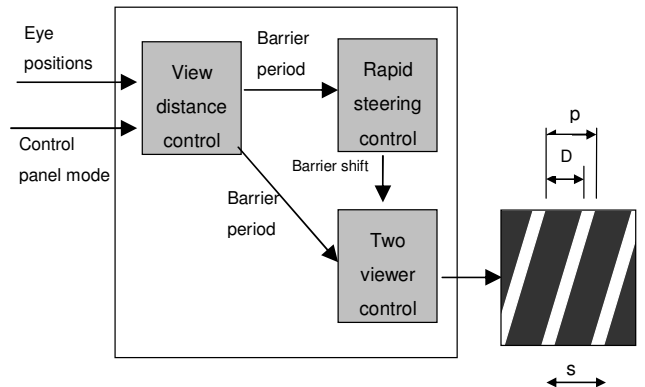 Eye
positions
Control
panel mode
View
distance
control
Barrier
period
Rapid
steering
control
Barrier shift
Barrier
period
Two
viewer
control
p
D
s